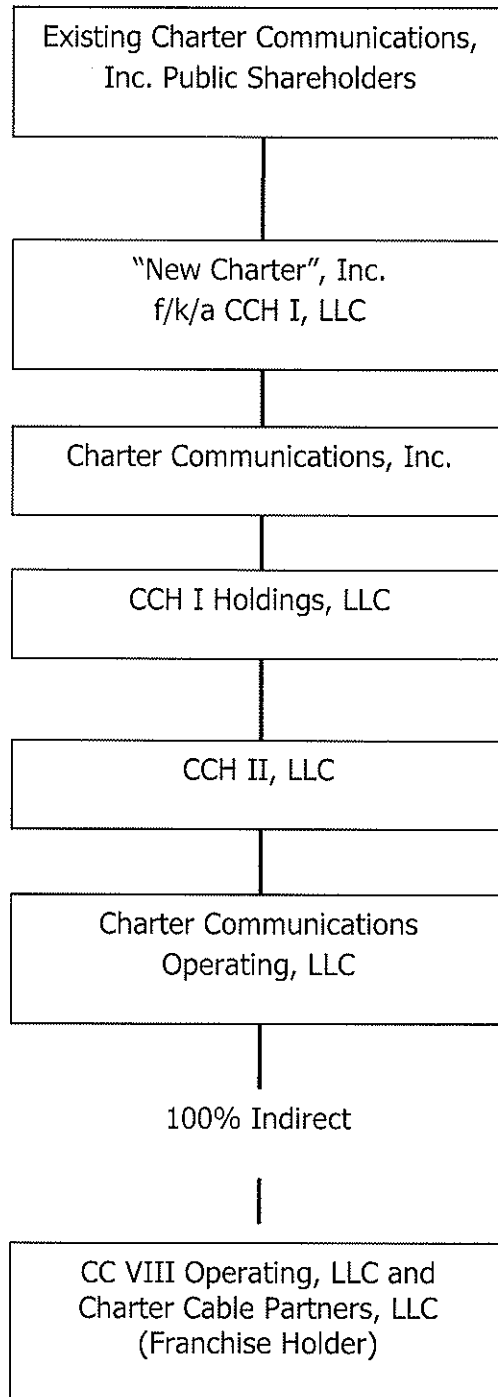 Existing Charter Communications,
Inc. Public Shareholders
“New Charter”, Inc.
f/k/a CCH I, LLC
Charter Communications, Inc.
CCH I Holdings, LLC
CCH II, LLC
Charter Communications
Operating, LLC
100% Indirect
CC VIII Operating, LLC and
Charter Cable Partners, LLC
(Franchise Holder)